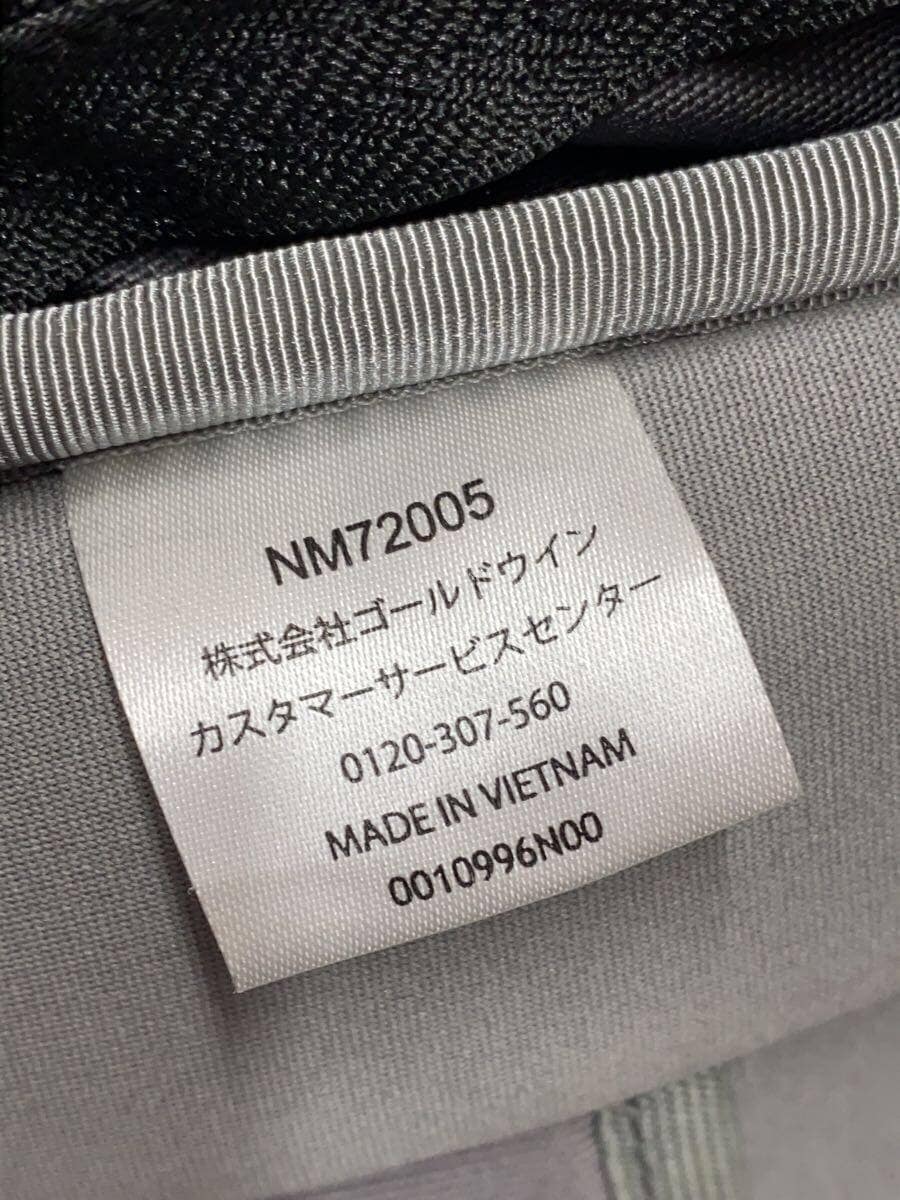 NM72005
株式会社ゴールドウイン
カスタマーサービスセンター
0120-307-560
MADE IN VIETNAM
0010996N00